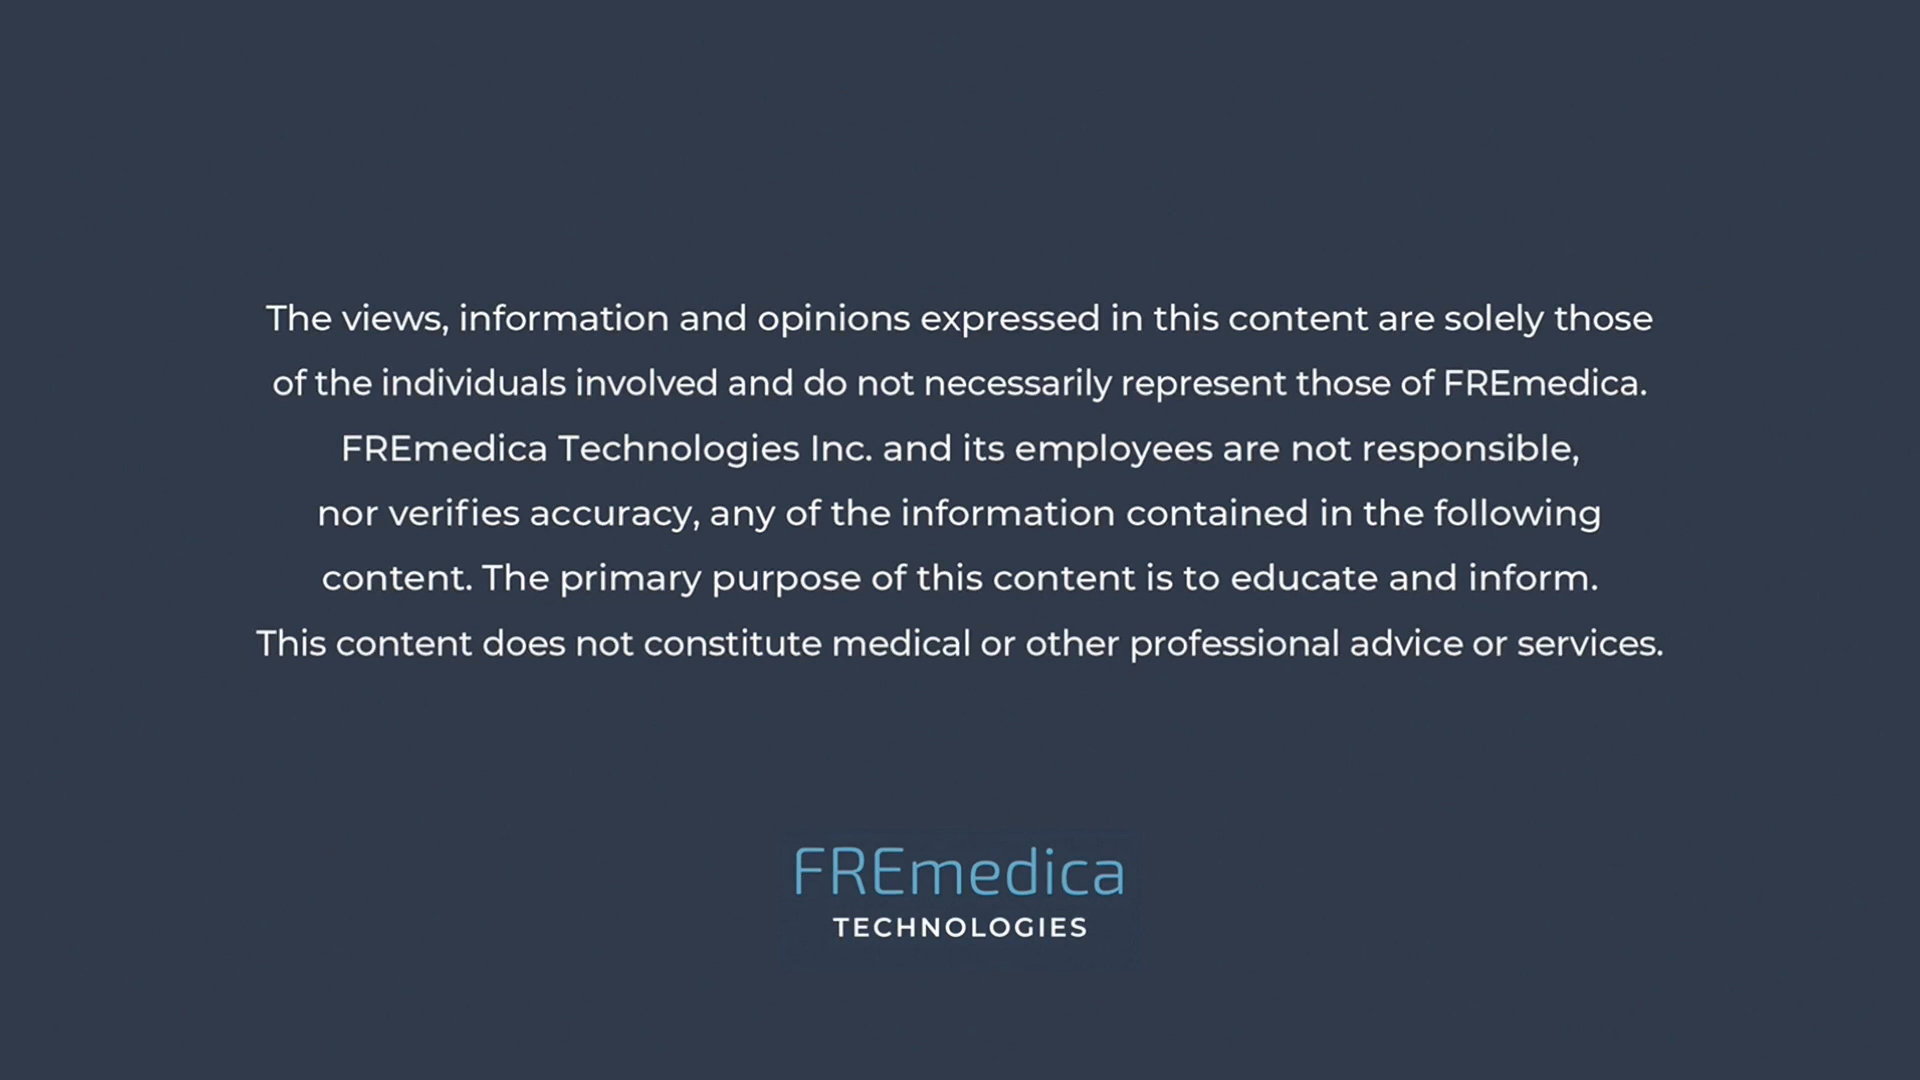 The views, information and opinions expressed in this content are solely those
of the individuals involved and do not necessarily represent those of FREmedica.
FREmedica Technologies Inc. and its employees are not responsible,
nor verifies accuracy, any of the information contained in the following
content. The primary purpose of this content is to educate and inform.
This content does not constitute medical or other professional advice or services.
FREmedica
TECHNOLOGIES